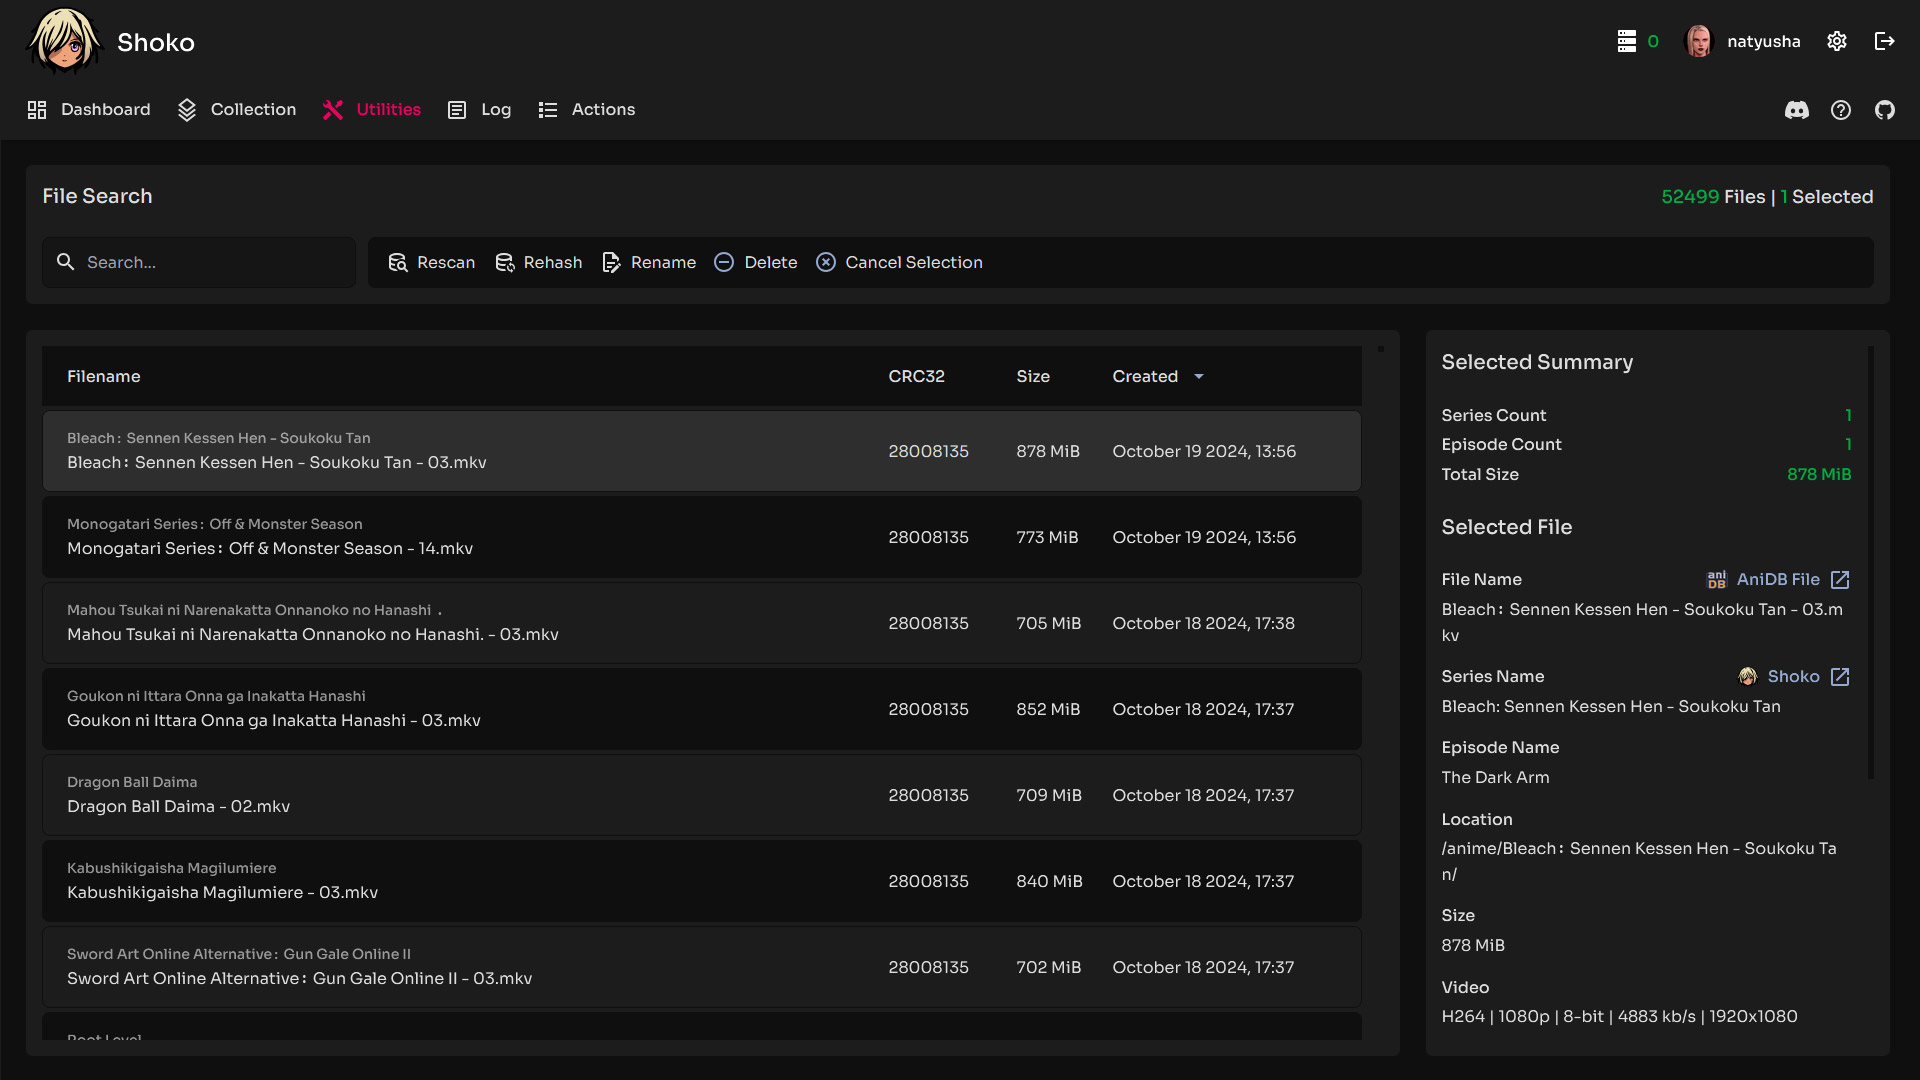 Shoko
0
natyusha
Dashboard
Collection
Utilities
Log
Actions
File Search
52499 Files | 1 Selected
Search...
Rescan
Rehash
Rename
Delete
Cancel Selection
Filename
CRC32
Size
Created
Bleach： Sennen Kessen Hen - Soukoku Tan
Bleach： Sennen Kessen Hen - Soukoku Tan - 03.mkv
28008135
878 MiB
October 19 2024, 13:56
Monogatari Series： Off & Monster Season
Monogatari Series： Off & Monster Season - 14.mkv
28008135
773 MiB
October 19 2024, 13:56
Mahou Tsukai ni Narenakatta Onnanoko no Hanashi．
Mahou Tsukai ni Narenakatta Onnanoko no Hanashi. - 03.mkv
28008135
705 MiB
October 18 2024, 17:38
Goukon ni Ittara Onna ga Inakatta Hanashi
Goukon ni Ittara Onna ga Inakatta Hanashi - 03.mkv
28008135
852 MiB
October 18 2024, 17:37
Dragon Ball Daima
Dragon Ball Daima - 02.mkv
28008135
709 MiB
October 18 2024, 17:37
Kabushikigaisha Magilumiere
Kabushikigaisha Magilumiere - 03.mkv
28008135
840 MiB
October 18 2024, 17:37
Sword Art Online Alternative： Gun Gale Online II
Sword Art Online Alternative： Gun Gale Online II - 03.mkv
28008135
702 MiB
October 18 2024, 17:37
Root Level
Selected Summary
Series Count 1
Episode Count 1
Total Size 878 MiB
Selected File
File Name
aniDB AniDB File
Bleach： Sennen Kessen Hen - Soukoku Tan - 03.m
kv
Series Name
Shoko
Bleach: Sennen Kessen Hen - Soukoku Tan
Episode Name
The Dark Arm
Location
/anime/Bleach： Sennen Kessen Hen - Soukoku Ta
n/
Size
878 MiB
Video
H264 | 1080p | 8-bit | 4883 kb/s | 1920x1080